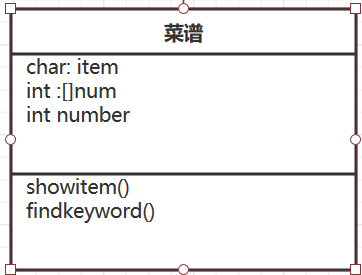 菜谱
char: item
int :[]num
int number
showitem()
findkeyword()